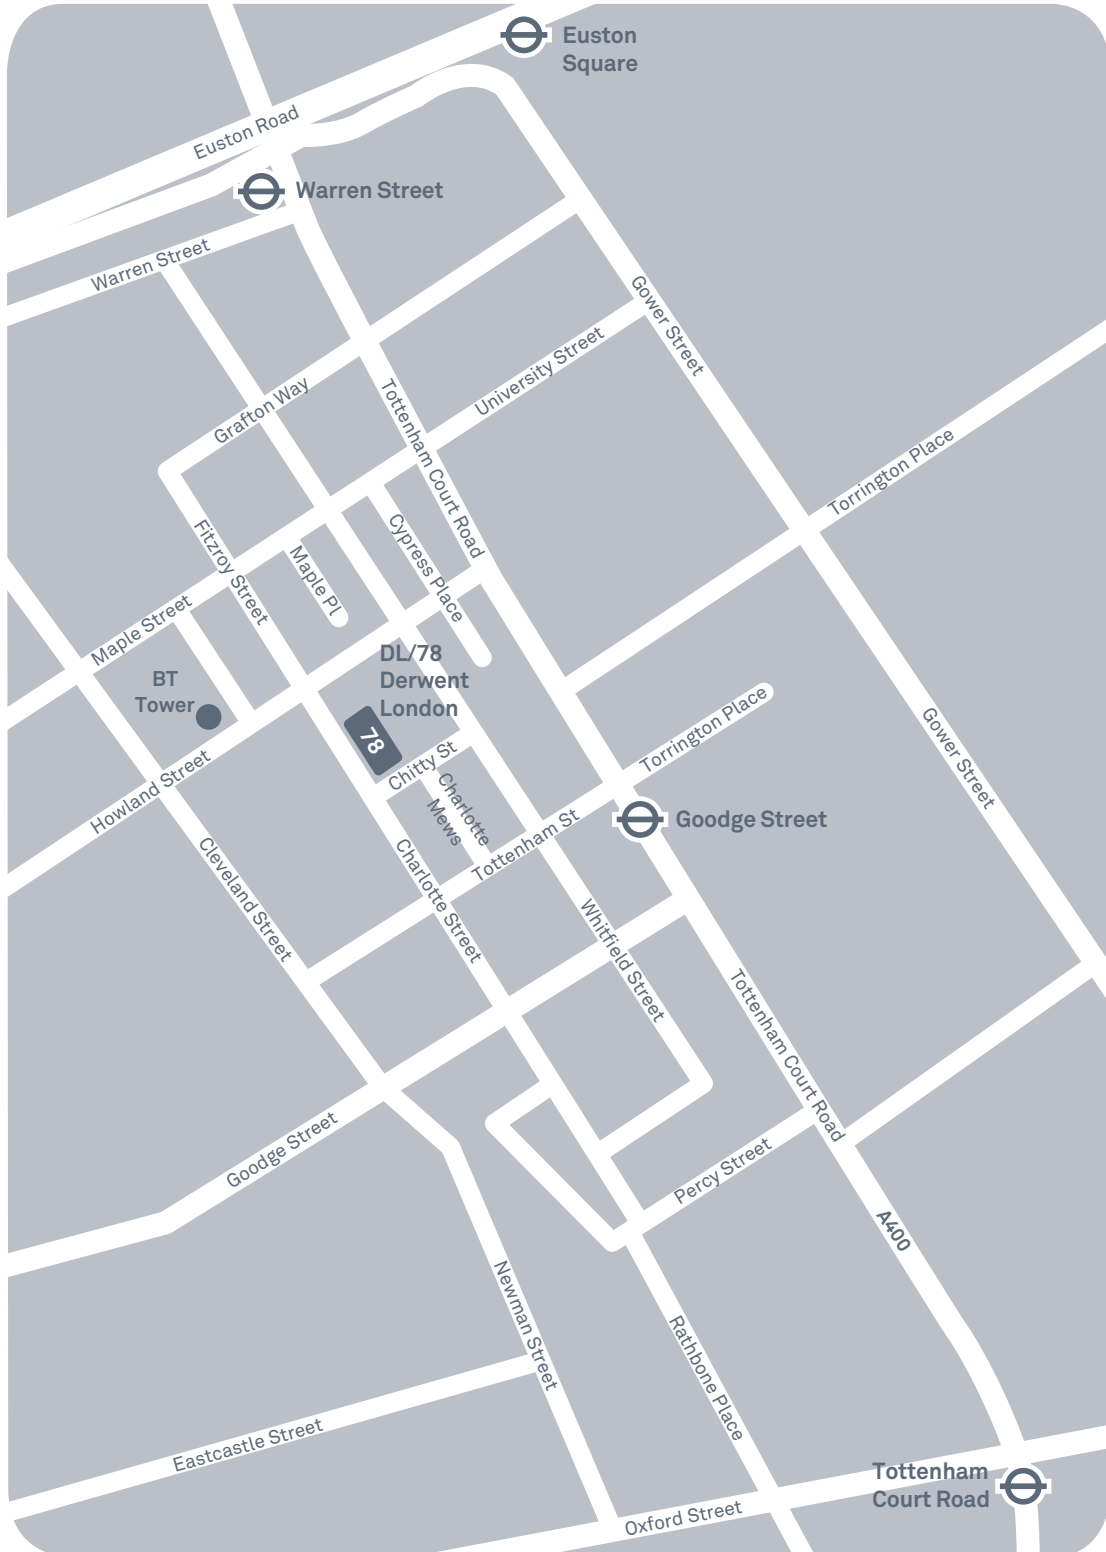 Euston
Square
Euston Road
Warren Street
Warren Street
Gower Street
University Street
Grafton Way
Tottenham Court Road
Torrington Place
Cypress Place
Fitzroy Street
Maple Pl
Maple Street
DL/78
Derwent
London
BT
Tower
78
Torrington Place
Gower Street
Chitty St
Charlotte
Mews
Howland Street
Goodge Street
Tottenham St
Cleveland Street
Charlotte Street
Whitfield Street
Tottenham Court Road
Goodge Street
Percy Street
A400
Newman Street
Rathbone Place
Eastcastle Street
Tottenham
Court Road
Oxford Street